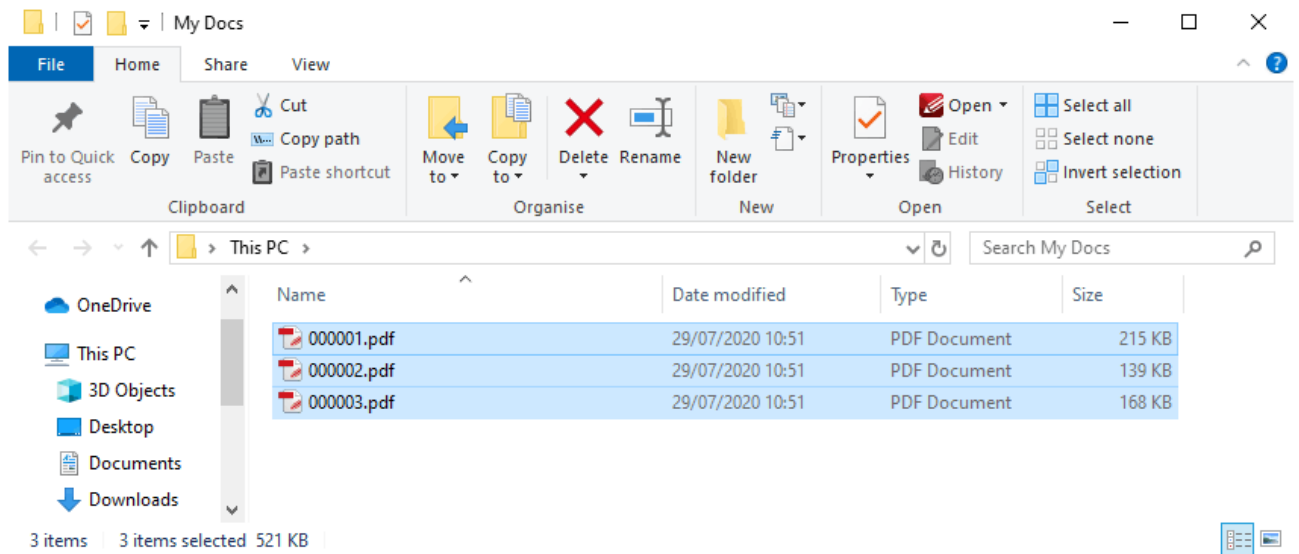 My Docs
File Home Share View
Pin to Quick access
Copy
Paste
Cut
Copy path
Paste shortcut
Clipboard
Move to
Copy to
Delete
Rename
Organise
New folder
New
Properties
Open
Edit
History
Open
Select all
Select none
Invert selection
Select
This PC
Search My Docs
OneDrive
This PC
3D Objects
Desktop
Documents
Downloads
Name Date modified Type Size
000001.pdf 29/07/2020 10:51 PDF Document 215 KB
000002.pdf 29/07/2020 10:51 PDF Document 139 KB
000003.pdf 29/07/2020 10:51 PDF Document 168 KB
3 items 3 items selected 521 KB